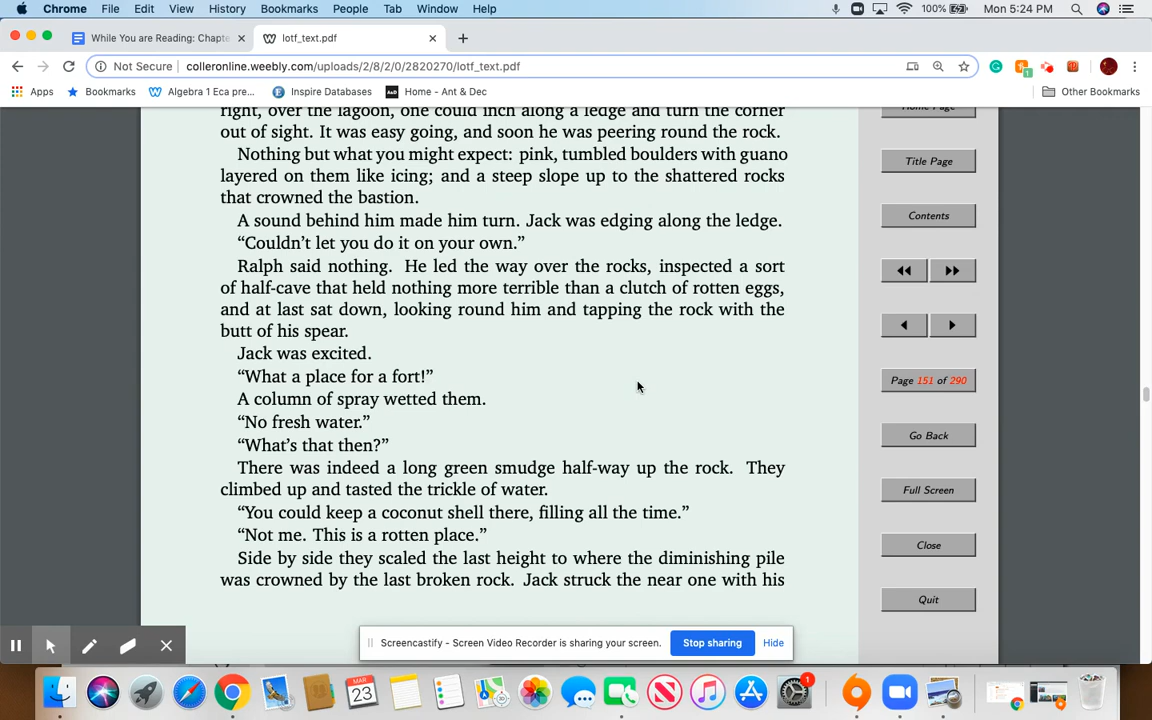 Chrome File Edit View History Bookmarks People Tab Window Help 100% Mon 5:24 PM
While You are Reading: Chapte × lotf_text.pdf × +
Not Secure colleronline.weebly.com/uploads/2/8/2/0/2820270/lotf_text.pdf
Apps Bookmarks Algebra 1 Eca pre... Inspire Databases A&D Home - Ant & Dec Other Bookmarks
right, over the lagoon, one could inch along a ledge and turn the corner
out of sight. It was easy going, and soon he was peering round the rock.
Nothing but what you might expect: pink, tumbled boulders with guano
layered on them like icing; and a steep slope up to the shattered rocks
that crowned the bastion.
A sound behind him made him turn. Jack was edging along the ledge.
“Couldn’t let you do it on your own.”
Ralph said nothing. He led the way over the rocks, inspected a sort
of half-cave that held nothing more terrible than a clutch of rotten eggs,
and at last sat down, looking round him and tapping the rock with the
butt of his spear.
Jack was excited.
“What a place for a fort!”
A column of spray wetted them.
“No fresh water.”
“What’s that then?”
There was indeed a long green smudge half-way up the rock. They
climbed up and tasted the trickle of water.
“You could keep a coconut shell there, filling all the time.”
“Not me. This is a rotten place.”
Side by side they scaled the last height to where the diminishing pile
was crowned by the last broken rock. Jack struck the near one with his
Home Page
Title Page
Contents
Page 151 of 290
Go Back
Full Screen
Close
Quit
Screencastify - Screen Video Recorder is sharing your screen. Stop sharing Hide
MAR
23
1